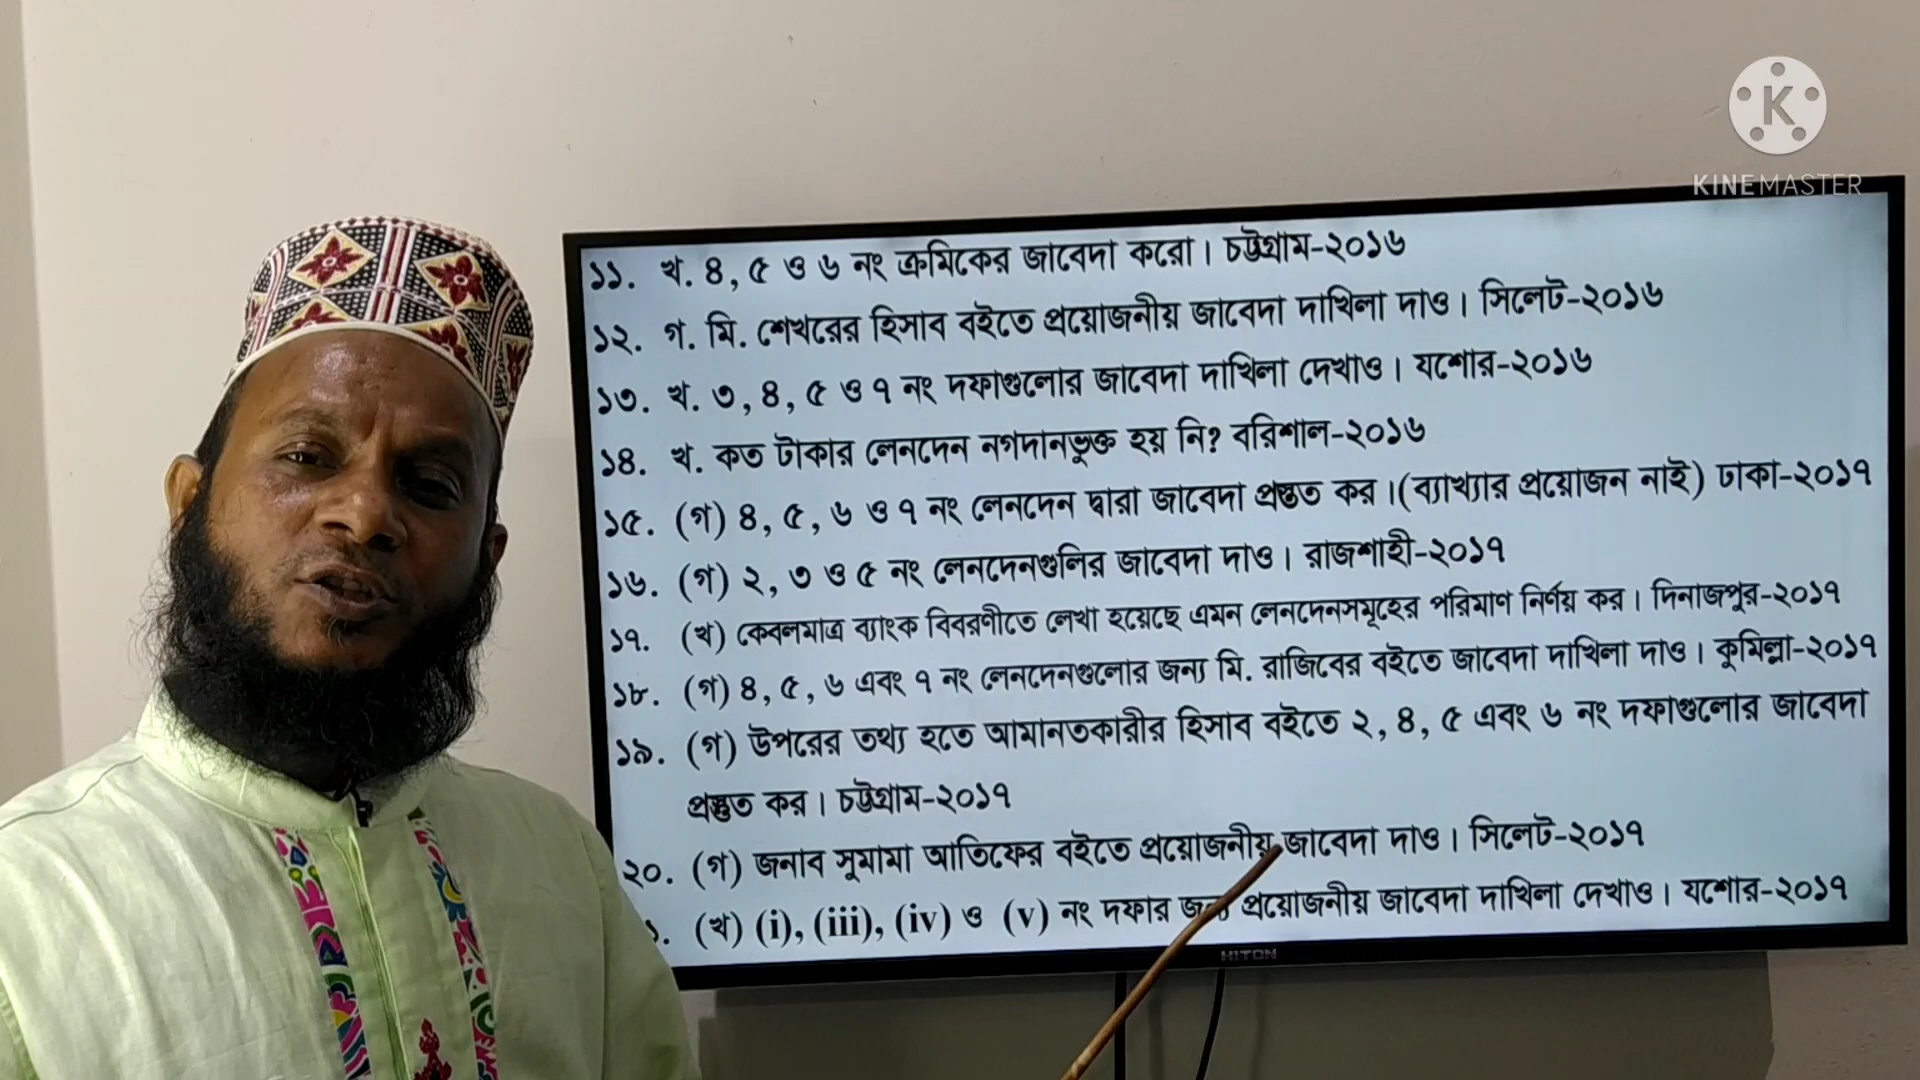 KINEMASTER
১১. খ. ৪, ৫ ও ৬ নং ক্রমিকের জাবেদা করো। চট্টগ্রাম-২০১৬
১২. গ. মি. শেখরের হিসাব বইতে প্রয়োজনীয় জাবেদা দাখিলা দাও। সিলেট-২০১৬
১৩. খ. ৩, ৪, ৫ ও ৭ নং দফাগুলোর জাবেদা দাখিলা দেখাও। যশোর-২০১৬
১৪. খ. কত টাকার লেনদেন নগদানভুক্ত হয় নি? বরিশাল-২০১৬
১৫. (গ) ৪, ৫, ৬ ও ৭ নং লেনদেন দ্বারা জাবেদা প্রস্তুত কর।(ব্যাখ্যার প্রয়োজন নাই) ঢাকা-২০১৭
১৬. (গ) ২, ৩ ও ৫ নং লেনদেনগুলির জাবেদা দাও। রাজশাহী-২০১৭
১৭. (খ) কেবলমাত্র ব্যাংক বিবরণীতে লেখা হয়েছে এমন লেনদেনসমূহের পরিমাণ নির্ণয় কর। দিনাজপুর-২০১৭
১৮. (গ) ৪, ৫, ৬ এবং ৭ নং লেনদেনগুলোর জন্য মি. রাজিবের বইতে জাবেদা দাখিলা দাও। কুমিল্লা-২০১৭
১৯. (গ) উপরের তথ্য হতে আমানতকারীর হিসাব বইতে ২, ৪, ৫ এবং ৬ নং দফাগুলোর জাবেদা
প্রস্তুত কর। চট্টগ্রাম-২০১৭
২০. (গ) জনাব সুমামা আতিফের বইতে প্রয়োজনীয় জাবেদা দাও। সিলেট-২০১৭
১. (খ) (i), (iii), (iv) ও (v) নং দফার জন্য প্রয়োজনীয় জাবেদা দাখিলা দেখাও। যশোর-২০১৭
HITON